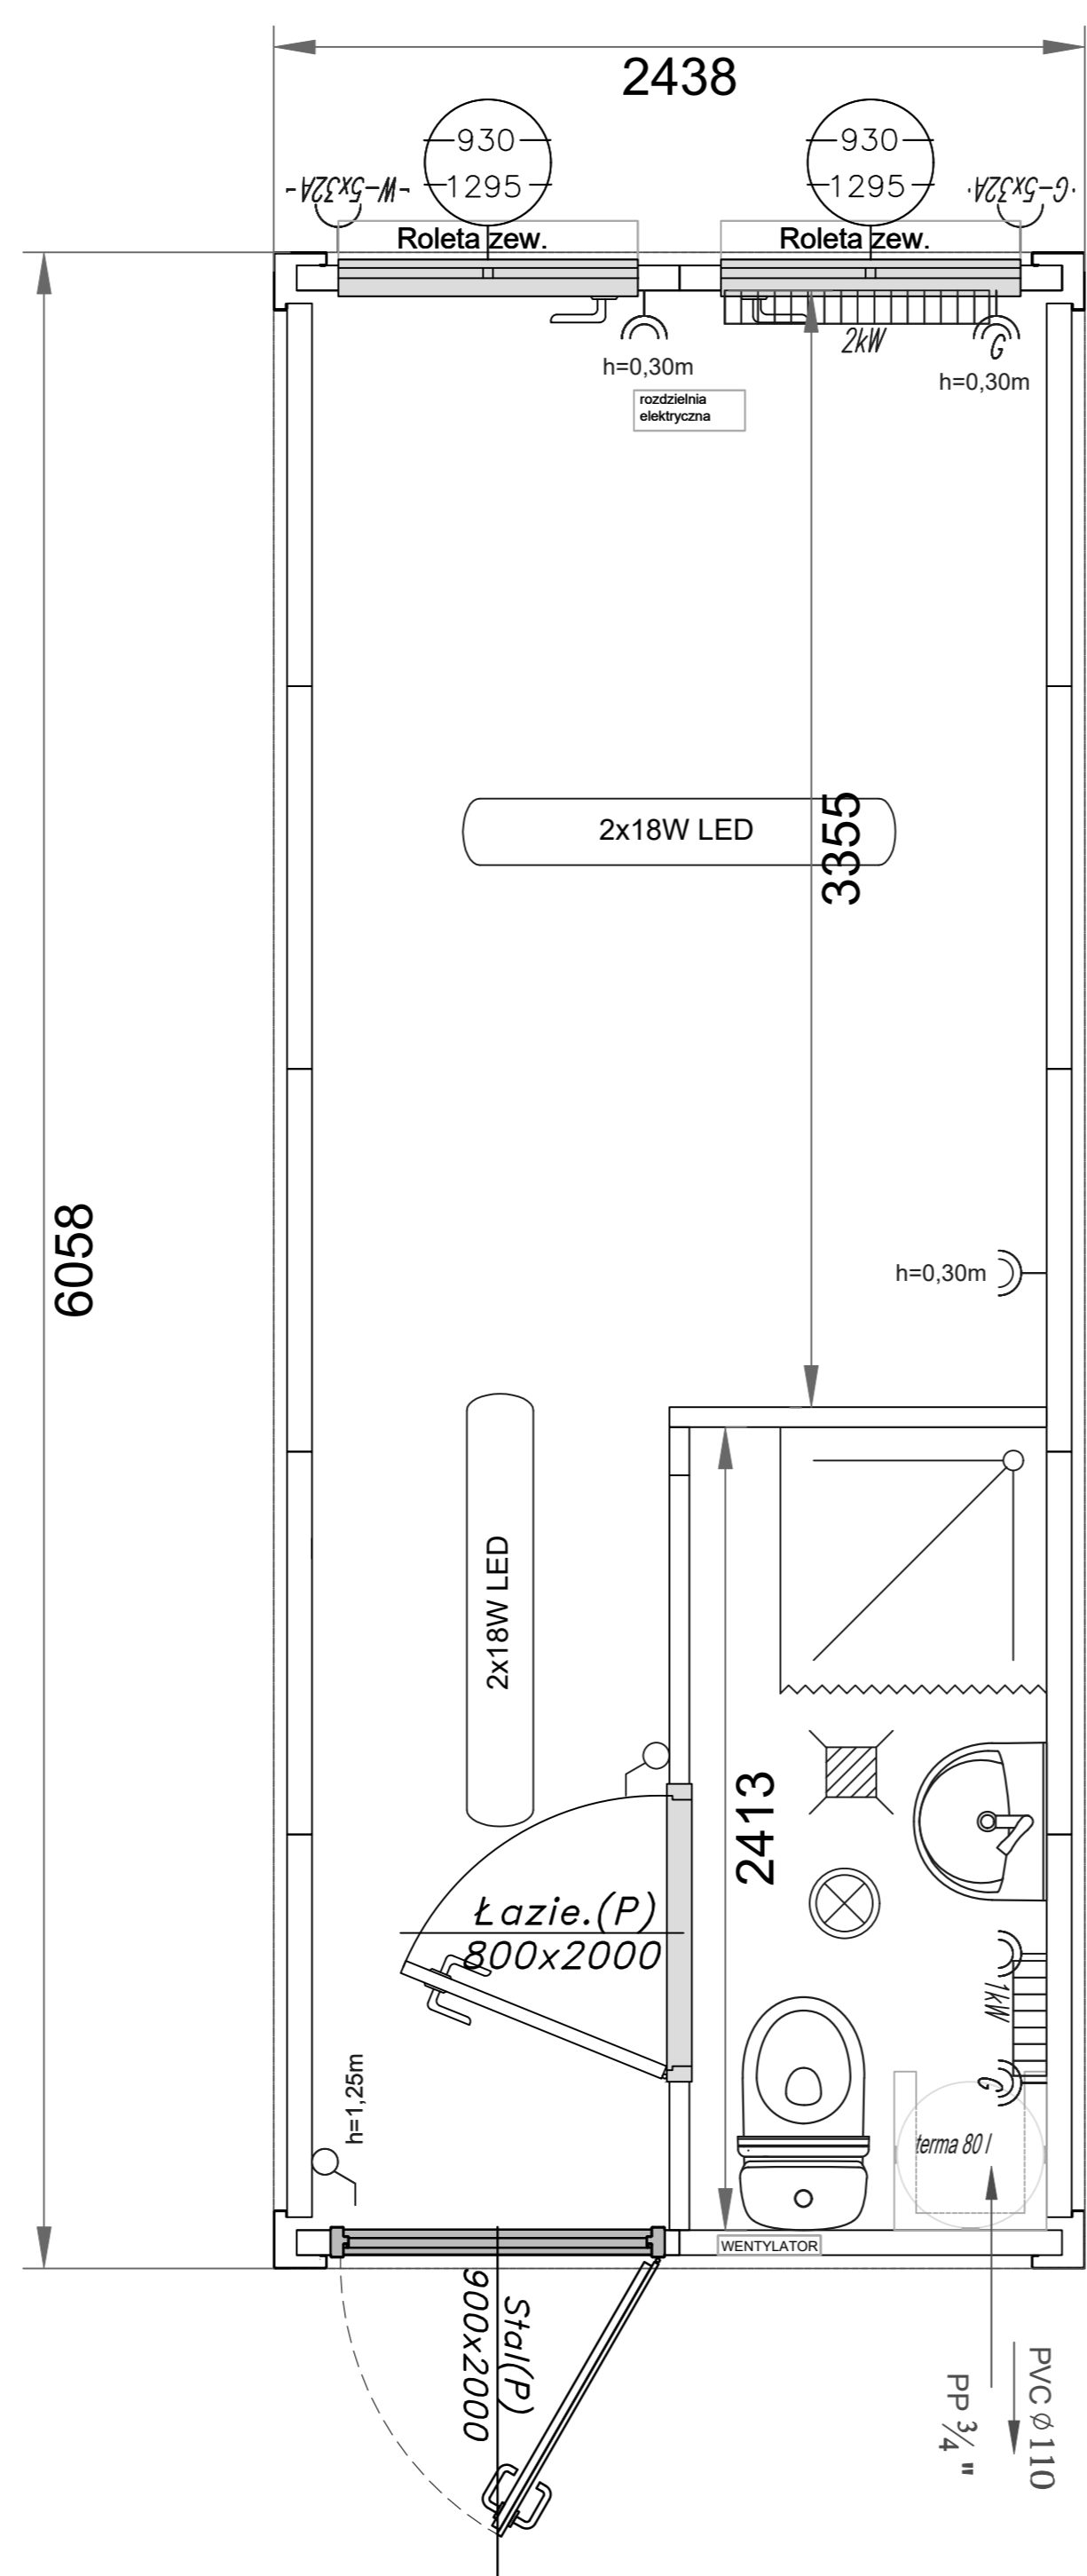 2438
930
1295
930
1295
-W-5x32A-
G-5x32A
Roleta zew.
Roleta zew.
2kW
G
h=0,30m
h=0,30m
rozdzielnia
elektryczna
2x18W LED
3355
6058
h=0,30m
2x18W LED
2413
Łazie.(P)
800x2000
1kW
G
h=1,25m
terma 80 l
WENTYLATOR
Stal(P)
900x2000
PVC Ø 110
PP 3/4 "